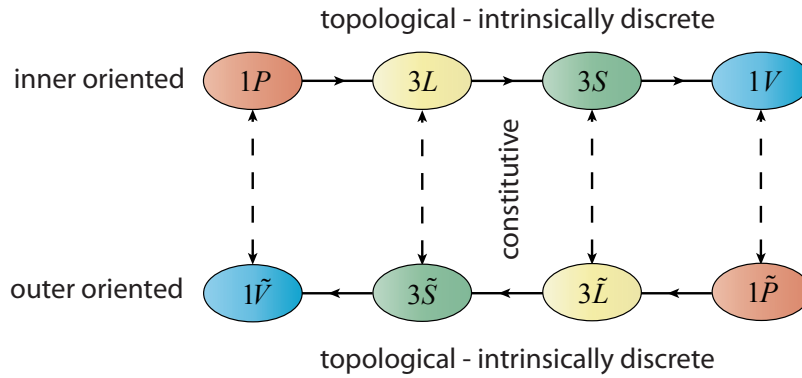 topological - intrinsically discrete
inner oriented 1P 3L 3S 1V
constitutive
outer oriented 1Ṽ 3S̃ 3L̃ 1P̃
topological - intrinsically discrete